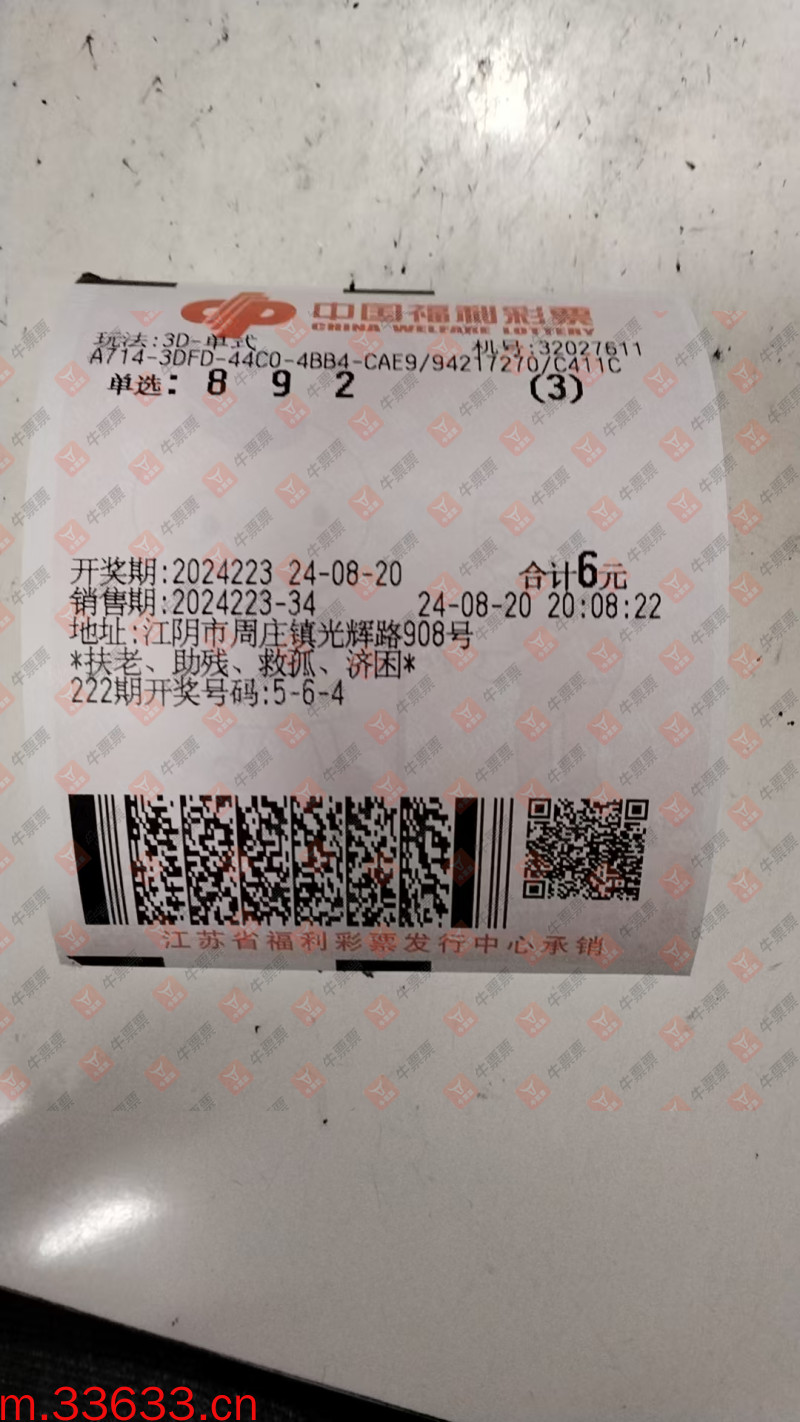 中国福利彩票
CHINA WELFARE LOTTERY
玩法:3D-单式 机号:32027611
A714-3DFD-44C0-4BB4-CAE9/94217270/C411C
单选: 8 9 2 (3)
开奖期:2024223 24-08-20 合计6元
销售期:2024223-34 24-08-20 20:08:22
地址:江阴市周庄镇光辉路908号
*扶老、助残、救孤、济困*
222期开奖号码:5-6-4
江苏省福利彩票发行中心承销
牛票票
m.33633.cn